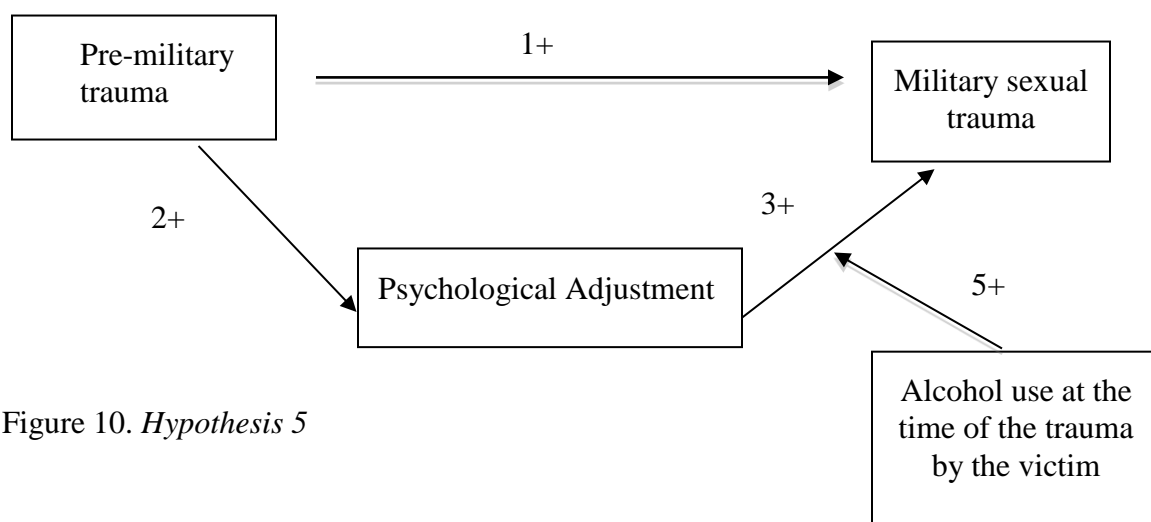 Pre-military
trauma
1+
Military sexual
trauma
2+
3+
Psychological Adjustment
5+
Alcohol use at the
time of the trauma
by the victim
Figure 10. Hypothesis 5